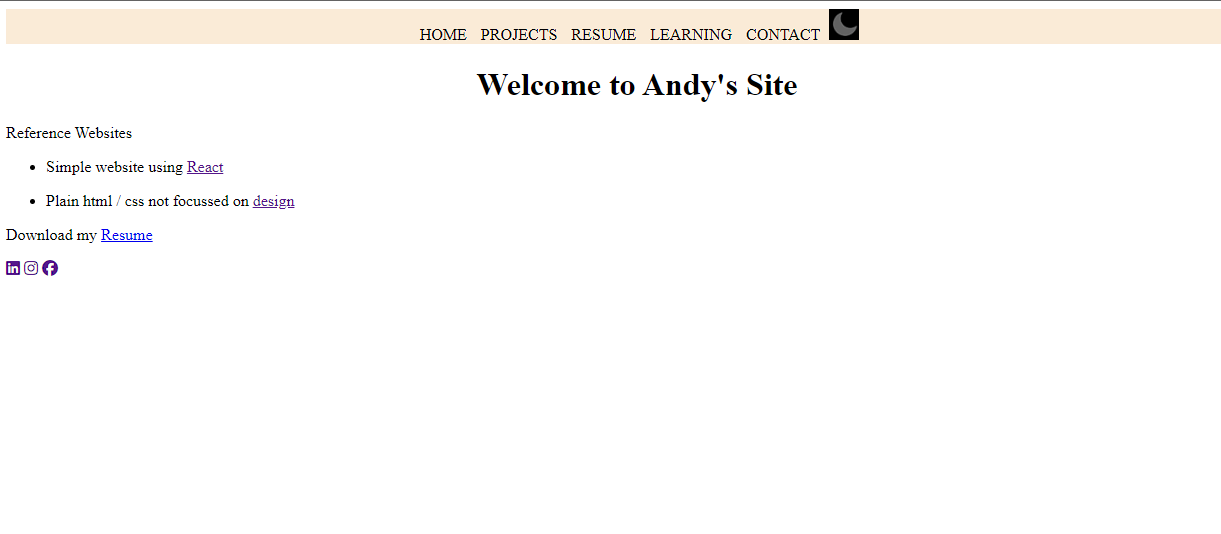 HOME PROJECTS RESUME LEARNING CONTACT
Welcome to Andy's Site
Reference Websites
Simple website using React
Plain html / css not focussed on design
Download my Resume